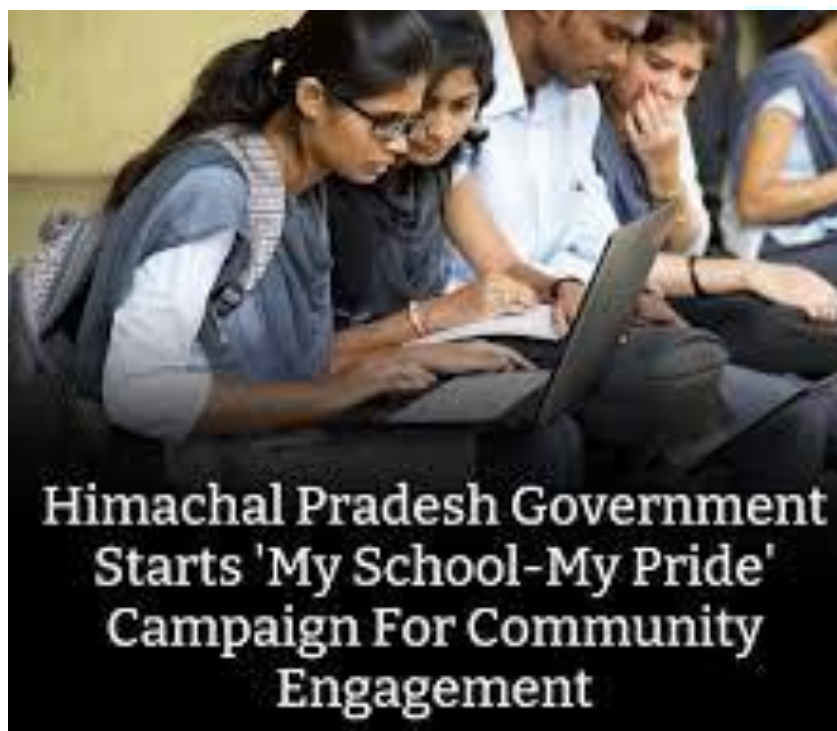 Himachal Pradesh Government
Starts 'My School-My Pride'
Campaign For Community
Engagement